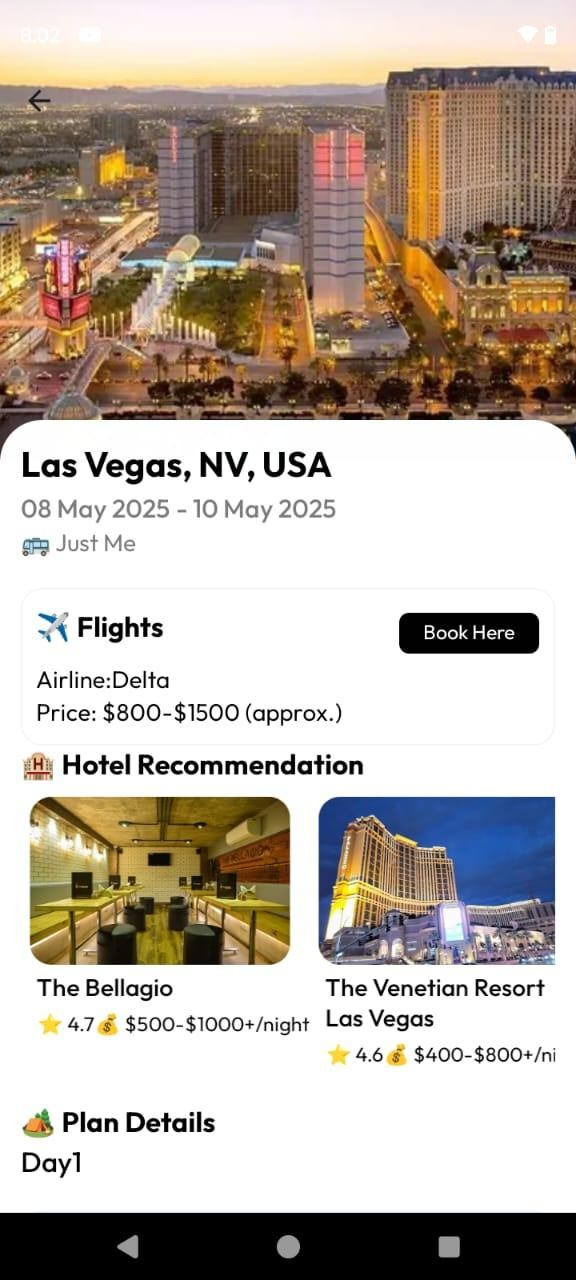 8:02
Las Vegas, NV, USA
08 May 2025 - 10 May 2025
🚌 Just Me
✈️ Flights
Book Here
Airline:Delta
Price: $800-$1500 (approx.)
🏨 Hotel Recommendation
The Bellagio
⭐ 4.7💰 $500-$1000+/night
The Venetian Resort
Las Vegas
⭐ 4.6💰 $400-$800+/ni
🏕️ Plan Details
Day1